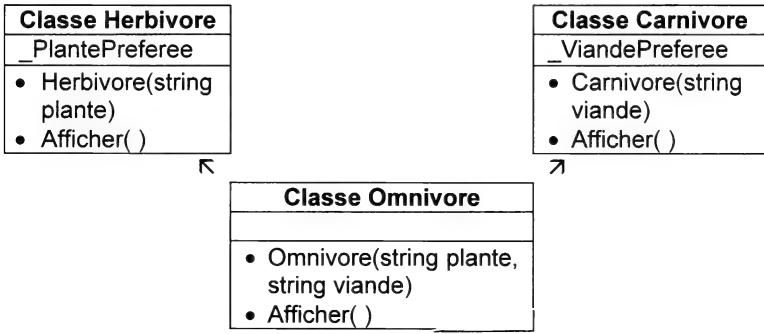 Classe Herbivore
_PlantePreferee
• Herbivore(string
plante)
• Afficher( )
Classe Carnivore
_ViandePreferee
• Carnivore(string
viande)
• Afficher( )
Classe Omnivore
• Omnivore(string plante,
string viande)
• Afficher( )